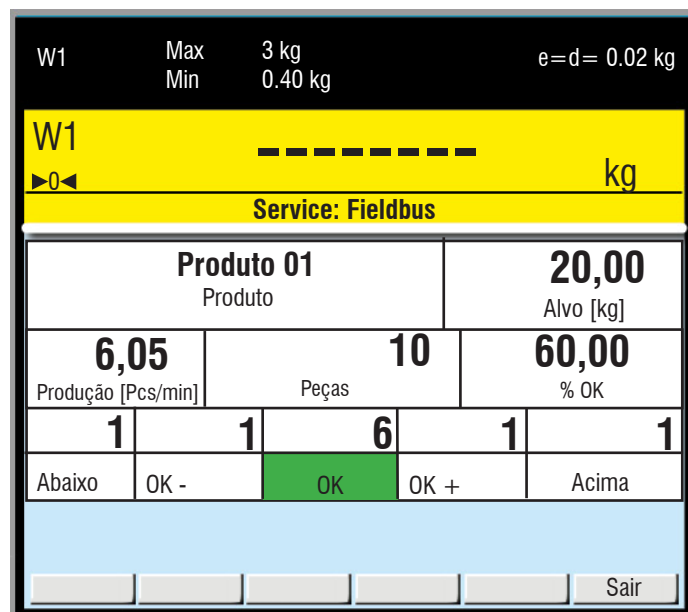 W1 Max 3 kg e=d= 0.02 kg
Min 0.40 kg
W1 -------- kg
►0◄
Service: Fieldbus
Produto 01 20,00
Produto Alvo [kg]
6,05 10 60,00
Produção [Pcs/min] Peças % OK
1 1 6 1 1
Abaixo OK - OK OK + Acima
Sair